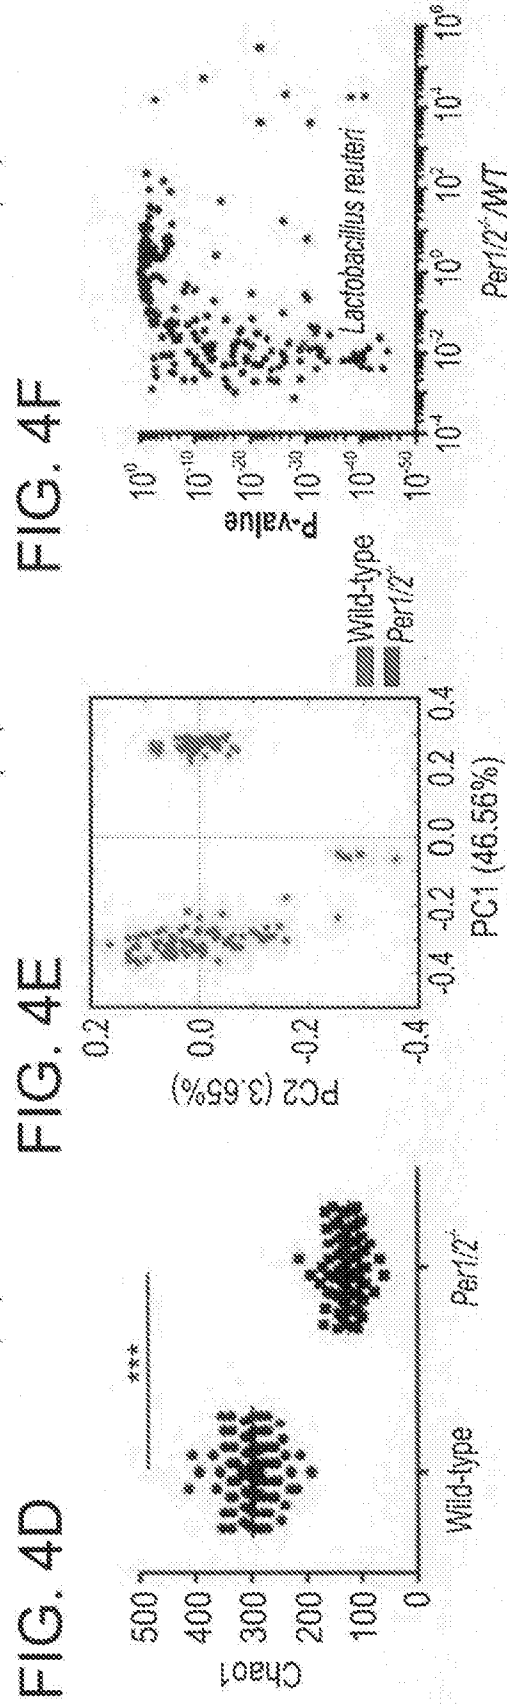 FIG. 4D
Chao1
500
400
300
200
100
0
***
Wild-type
Per1/2-/-
FIG. 4E
PC2 (3.65%)
0.2
0.0
-0.2
-0.4
-0.4
-0.2
0.0
0.2
0.4
PC1 (46.56%)
Wild-type
Per1/2-/-
FIG. 4F
P-value
10⁰
10⁻¹⁰
10⁻²⁰
10⁻³⁰
10⁻⁴⁰
10⁻⁵⁰
Lactobacillus reuteri
10⁻⁴
10⁻²
10⁰
10²
10⁴
10⁶
Per1/2-/-/WT